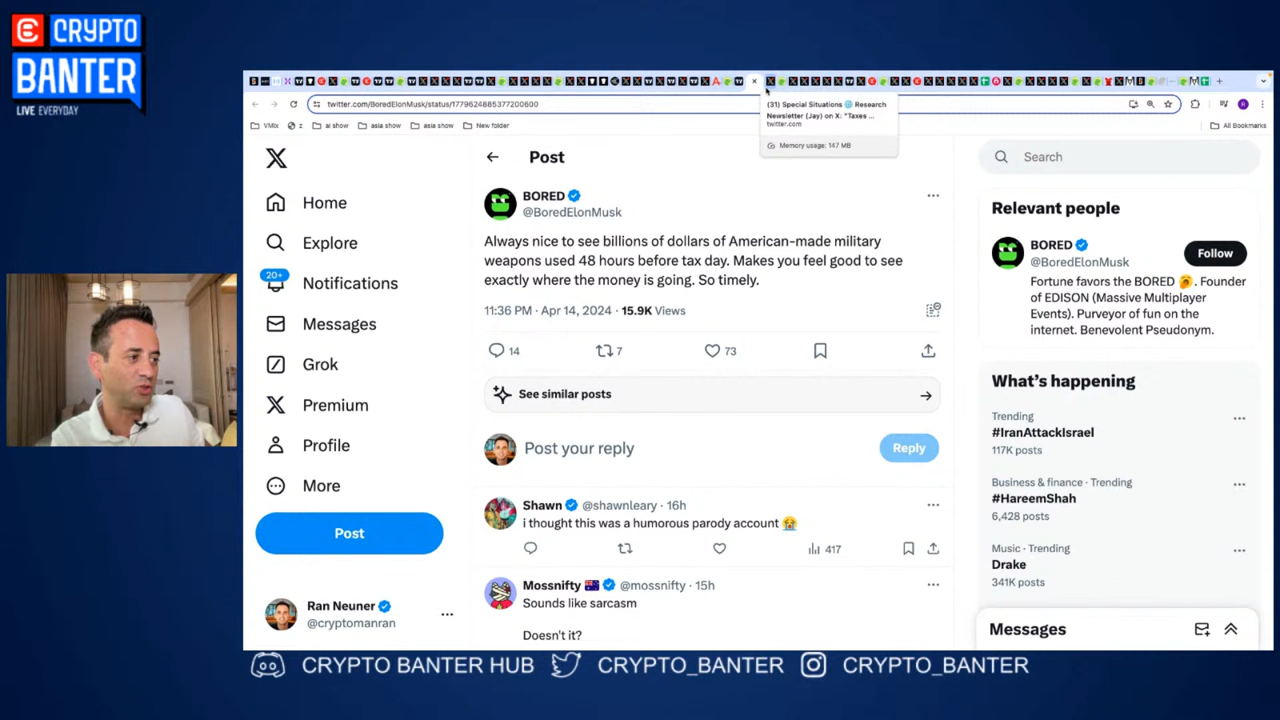 CRYPTO
BANTER
LIVE EVERYDAY
twitter.com/BoredElonMusk/status/1779624885377200600
(31) Special Situations 🌐 Research
Newsletter (Jay) on X: "Taxes ...
twitter.com
Memory usage: 147 MB
VMix
z
ai show
asia show
asia show
New folder
All Bookmarks
Home
Explore
20+
Notifications
Messages
Grok
Premium
Profile
More
Post
Ran Neuner
@cryptomanran
Post
BORED
@BoredElonMusk
Always nice to see billions of dollars of American-made military
weapons used 48 hours before tax day. Makes you feel good to see
exactly where the money is going. So timely.
11:36 PM · Apr 14, 2024 · 15.9K Views
14 7 73
See similar posts
Post your reply
Reply
Shawn @shawnleary · 16h
i thought this was a humorous parody account 😭
417
Mossnifty 🇦🇺 @mossnifty · 15h
Sounds like sarcasm
Doesn't it?
Search
Relevant people
BORED
@BoredElonMusk
Follow
Fortune favors the BORED 🥱. Founder
of EDISON (Massive Multiplayer
Events). Purveyor of fun on the
internet. Benevolent Pseudonym.
What's happening
Trending
#IranAttackIsrael
117K posts
Business & finance · Trending
#HareemShah
6,428 posts
Music · Trending
Drake
341K posts
Messages
CRYPTO BANTER HUB
CRYPTO_BANTER
CRYPTO_BANTER